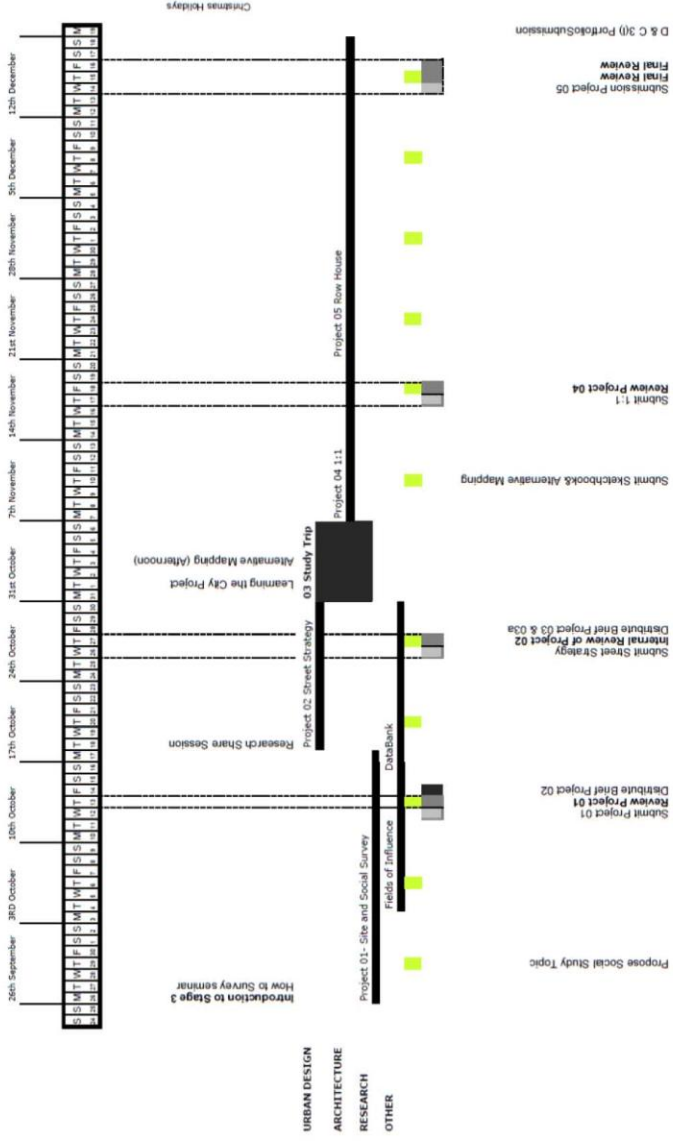 26th September
3RD October
10th October
17th October
24th October
31st October
7th November
14th November
21st November
28th November
5th December
12th December
S S M T W T F S S M T W T F S S M T W T F S S M T W T F S S M T W T F S S M T W T F S S M T W T F S S M T W T F S S M T W T F S S M T W T F S S M T W T F S S M T W T F S S M
Christmas Holidays
Introduction to Stage 3
How to Survey seminar
Research Share Session
Learning the City Project
Alternative Mapping (Afternoon)
URBAN DESIGN
Project 02 Street Strategy
03 Study Trip
ARCHITECTURE
Project 04 1:1
Project 05 Row House
RESEARCH
Project 01- Site and Social Survey
OTHER
Fields of Influence
DataBank
Propose Social Study Topic
Submit Project 01
Review Project 01
Distribute Brief Project 02
Submit Street Strategy
Internal Review of Project 02
Distribute Brief Project 03 & 03a
Submit Sketchbook& Alternative Mapping
Submit 1:1
Review Project 04
Submission Project 05
Final Review
Final Review
D & C 3(I) PortfolioSubmission